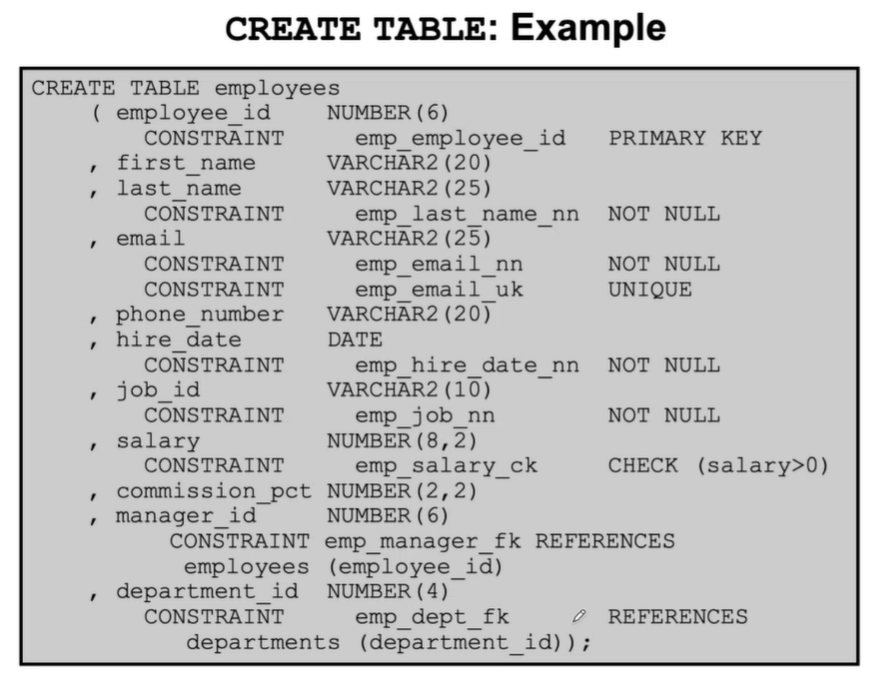 CREATE TABLE: Example
CREATE TABLE employees
( employee_id NUMBER(6)
CONSTRAINT emp_employee_id PRIMARY KEY
, first_name VARCHAR2(20)
, last_name VARCHAR2(25)
CONSTRAINT emp_last_name_nn NOT NULL
, email VARCHAR2(25)
CONSTRAINT emp_email_nn NOT NULL
CONSTRAINT emp_email_uk UNIQUE
, phone_number VARCHAR2(20)
, hire_date DATE
CONSTRAINT emp_hire_date_nn NOT NULL
, job_id VARCHAR2(10)
CONSTRAINT emp_job_nn NOT NULL
, salary NUMBER(8,2)
CONSTRAINT emp_salary_ck CHECK (salary>0)
, commission_pct NUMBER(2,2)
, manager_id NUMBER(6)
CONSTRAINT emp_manager_fk REFERENCES
employees (employee_id)
, department_id NUMBER(4)
CONSTRAINT emp_dept_fk REFERENCES
departments (department_id));